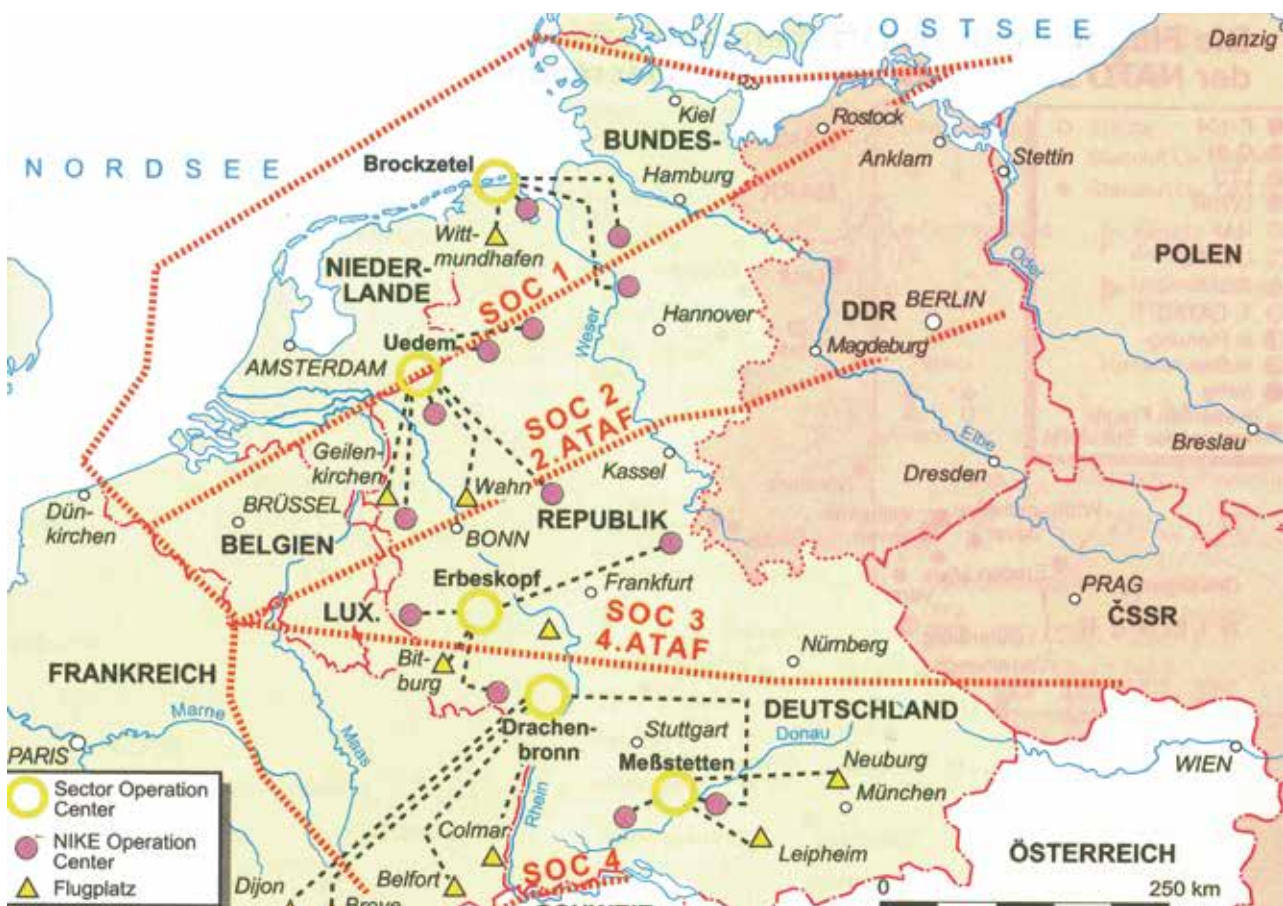 OSTSEE
Danzig
Kiel
Rostock
BUNDES-
Anklam
Stettin
NORDSEE
Brockzetel
Hamburg
Witt-
mundhafen
Oder
POLEN
NIEDER-
LANDE
SOC 1
Weser
Hannover
DDR
BERLIN
Uedem
AMSTERDAM
Magdeburg
SOC 2
2.ATAF
Elbe
Breslau
Geilen-
kirchen
Kassel
Dresden
Wahn
Dün-
kirchen
BRÜSSEL
REPUBLIK
BELGIEN
BONN
Erbeskopf
Frankfurt
PRAG
ČSSR
LUX.
SOC 3
4.ATAF
Nürnberg
FRANKREICH
Bit-
burg
Marne
Maas
DEUTSCHLAND
Drachen-
bronn
Stuttgart
Donau
PARIS
Meßstetten
Neuburg
WIEN
München
Sector Operation
Center
NIKE Operation
Center
Flugplatz
Rhein
Colmar
Leipheim
ÖSTERREICH
Dijon
Belfort
SOC 4
0
250 km